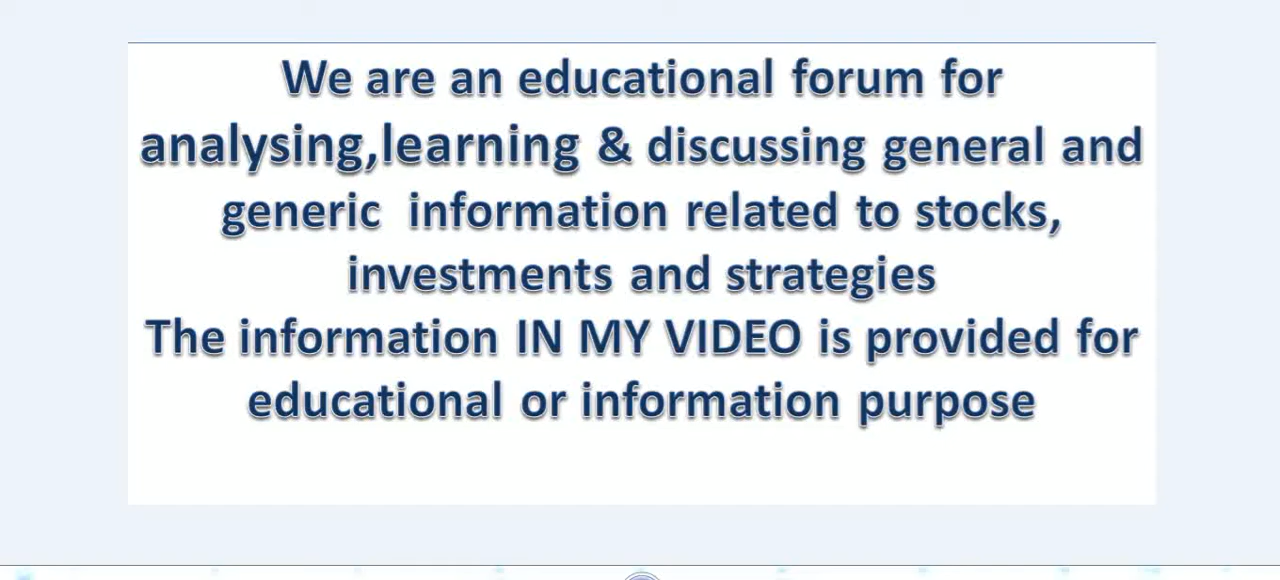 We are an educational forum for
analysing,learning & discussing general and
generic information related to stocks,
investments and strategies
The information IN MY VIDEO is provided for
educational or information purpose